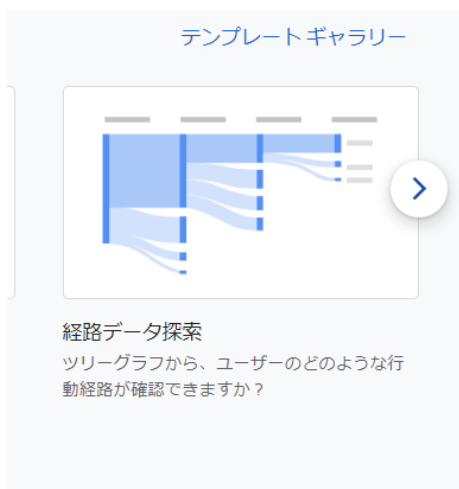 テンプレート ギャラリー
経路データ探索
ツリーグラフから、ユーザーのどのような行
動経路が確認できますか？